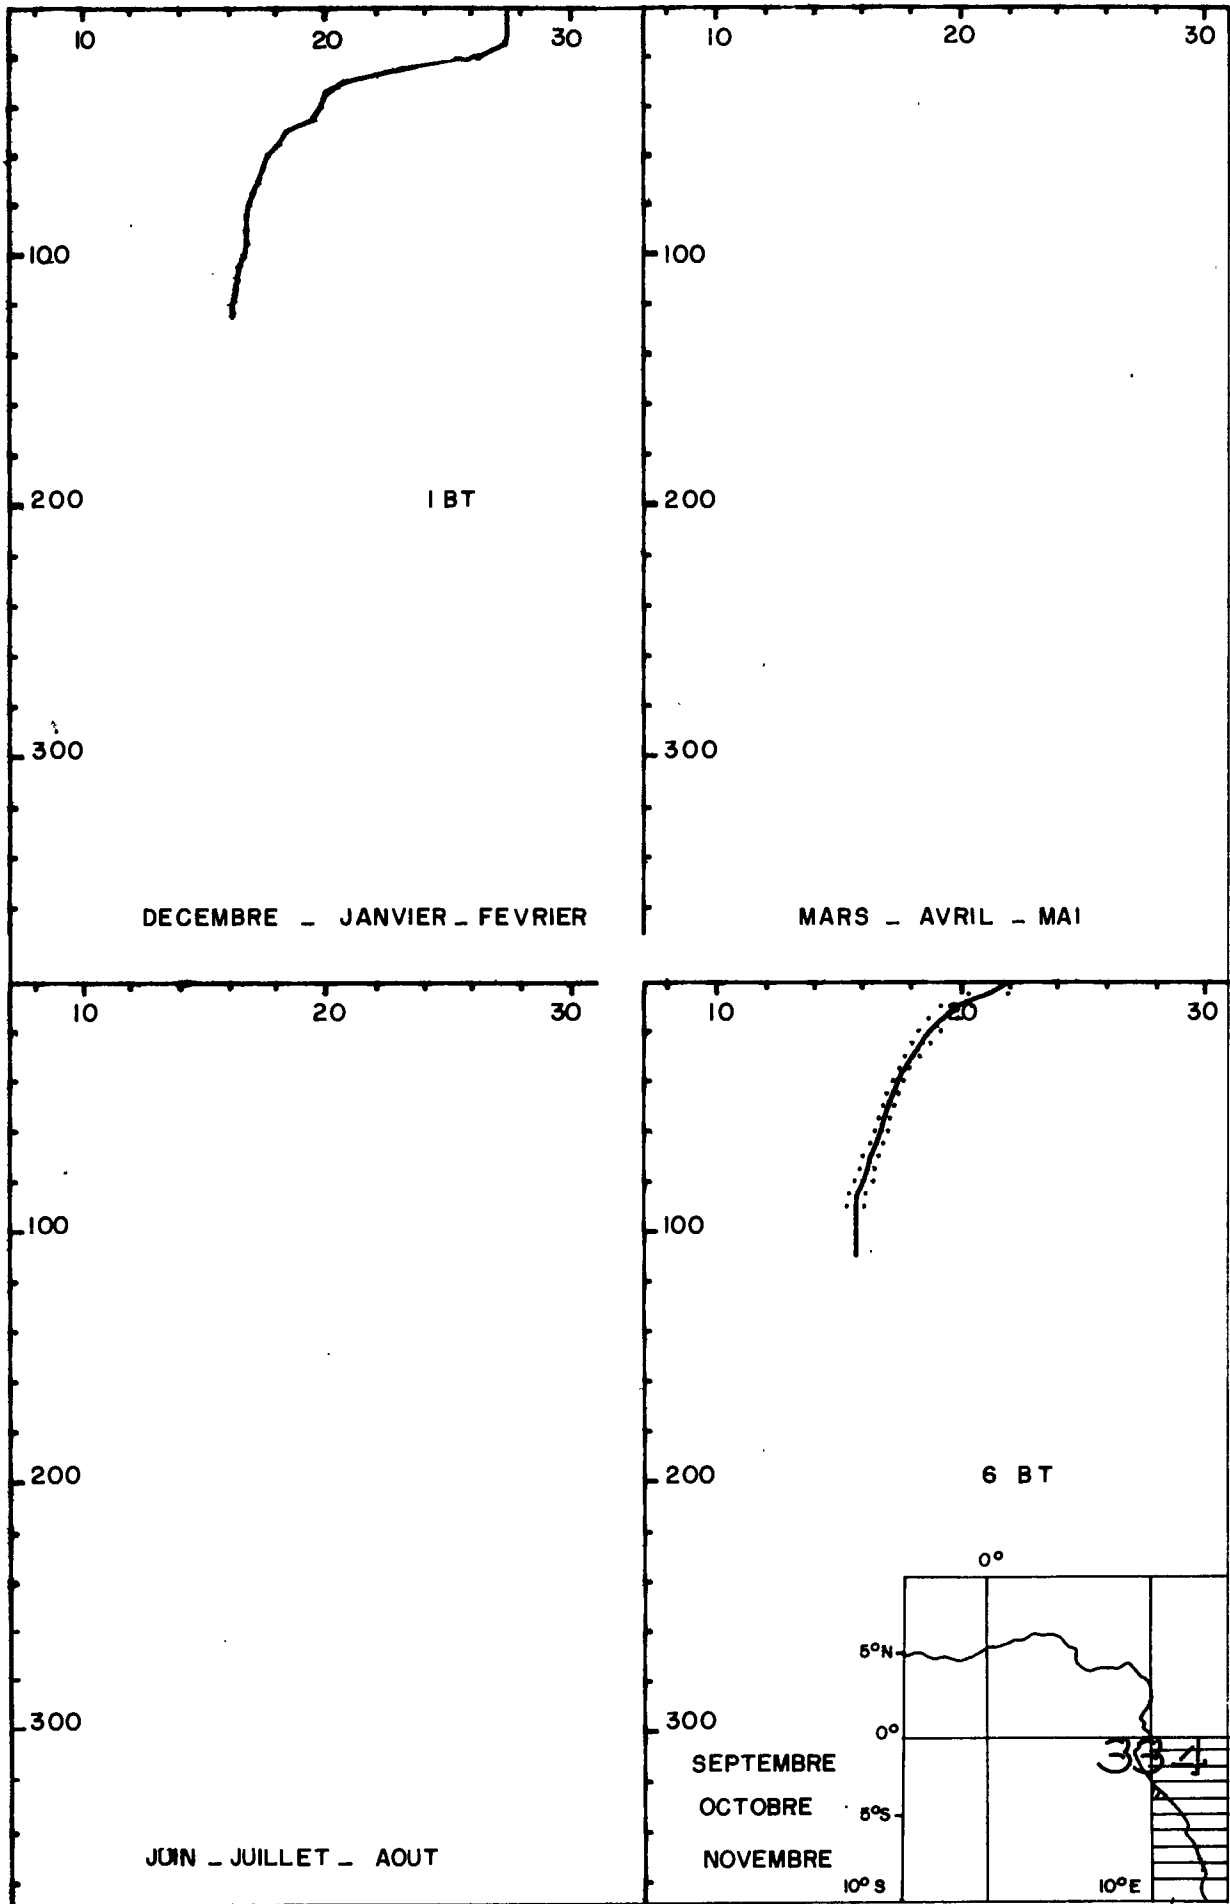 10 20 30
100
200
1 BT
300
DECEMBRE _ JANVIER _ FEVRIER
10 20 30
100
200
300
MARS _ AVRIL _ MAI
10 20 30
100
200
300
JUIN _ JUILLET _ AOUT
10 20 30
100
200
6 BT
300
SEPTEMBRE
OCTOBRE
NOVEMBRE
0°
5°N
0°
5°S
10°S 10°E